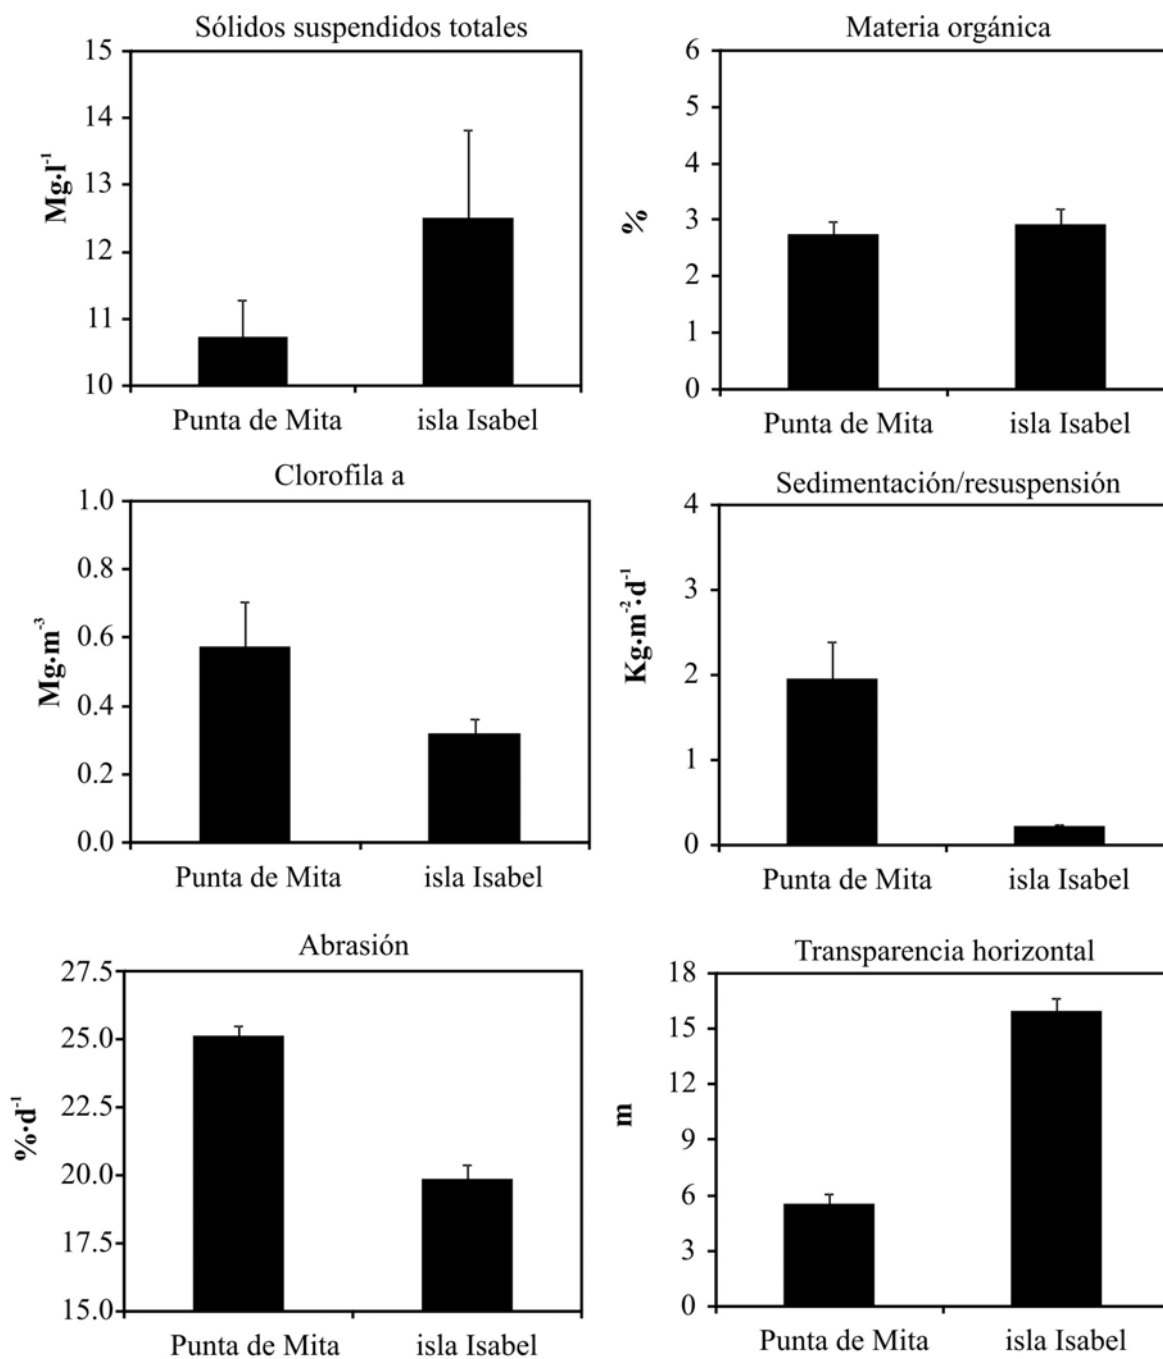 Sólidos suspendidos totales
15
14
13
12
11
10
Mg·l⁻¹
Punta de Mita
isla Isabel
Materia orgánica
6
5
4
3
2
1
0
%
Punta de Mita
isla Isabel
Clorofila a
1.0
0.8
0.6
0.4
0.2
0.0
Mg·m⁻³
Punta de Mita
isla Isabel
Sedimentación/resuspensión
4
3
2
1
0
Kg·m⁻²·d⁻¹
Punta de Mita
isla Isabel
Abrasión
27.5
25.0
22.5
20.0
17.5
15.0
%·d⁻¹
Punta de Mita
isla Isabel
Transparencia horizontal
18
15
12
9
6
3
0
m
Punta de Mita
isla Isabel